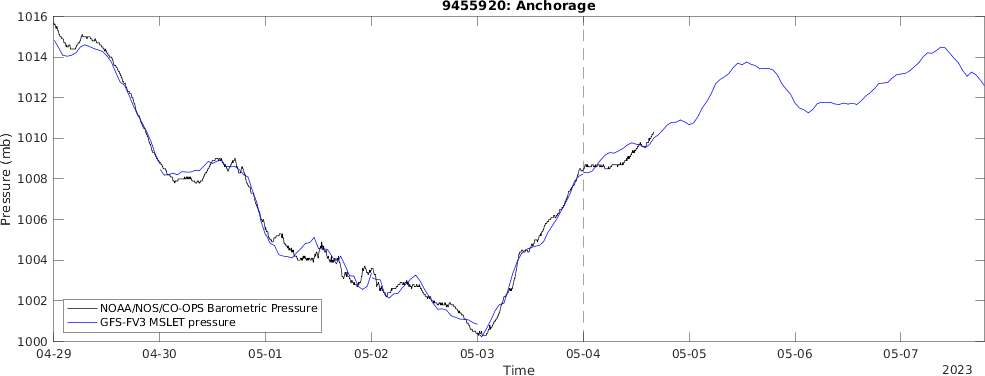 9455920: Anchorage
1016
1014
1012
1010
1008
1006
1004
1002
1000
Pressure (mb)
NOAA/NOS/CO-OPS Barometric Pressure
GFS-FV3 MSLET pressure
04-29 04-30 05-01 05-02 05-03 05-04 05-05 05-06 05-07
Time
2023